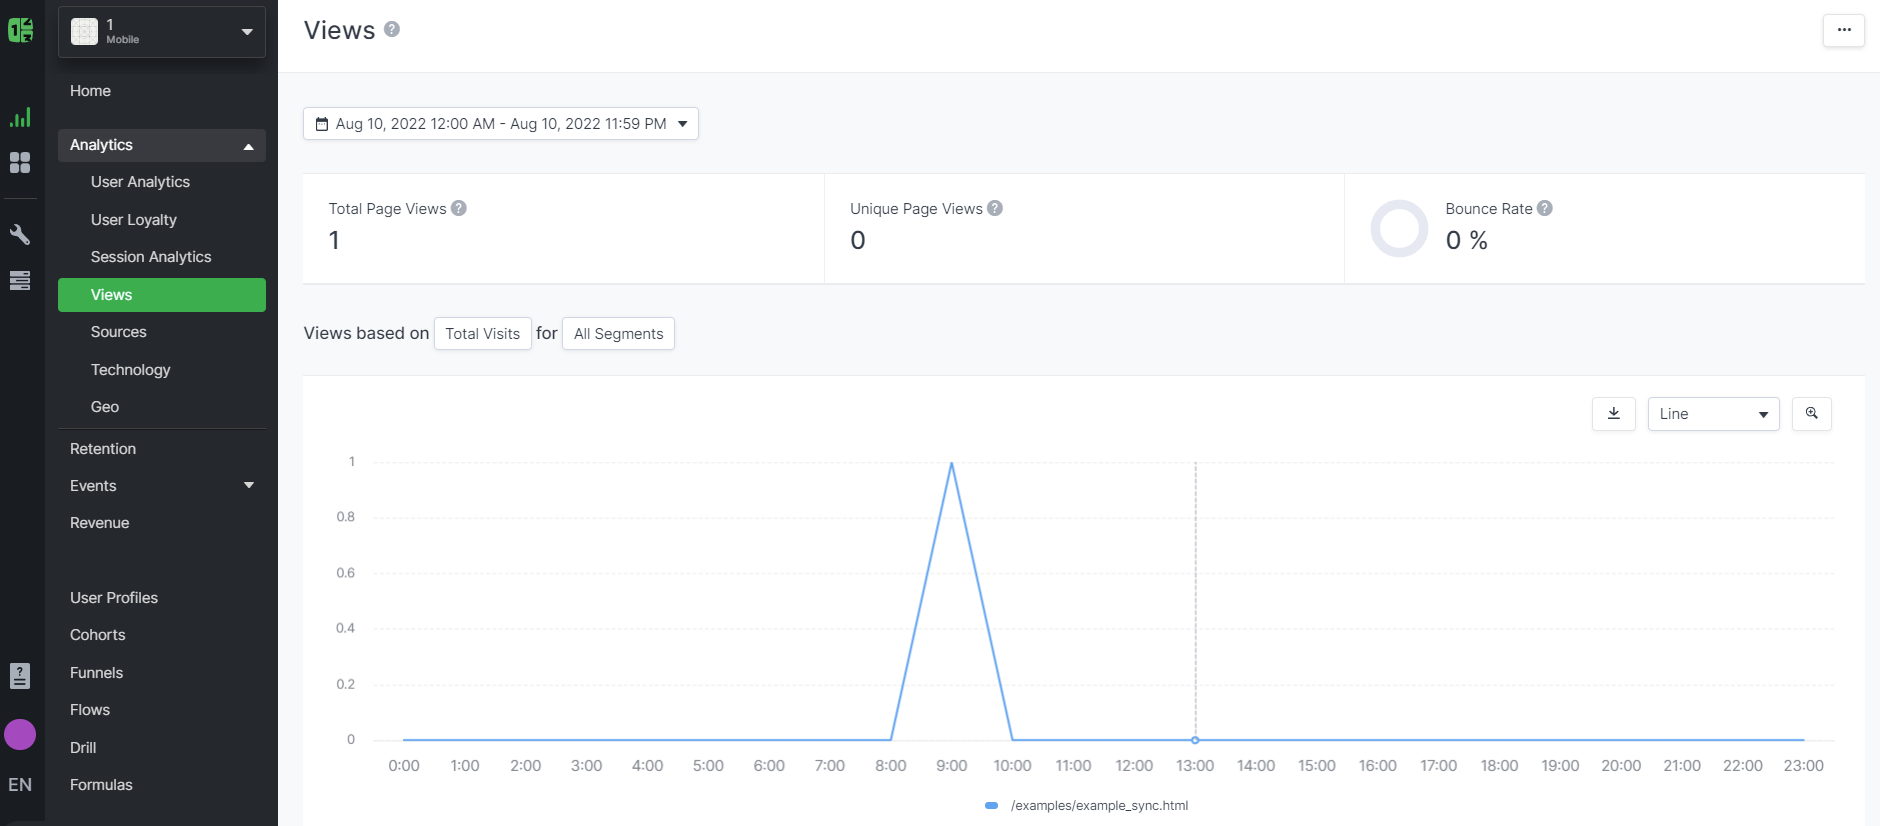 1
Mobile
Home
Analytics
User Analytics
User Loyalty
Session Analytics
Views
Sources
Technology
Geo
Retention
Events
Revenue
User Profiles
Cohorts
Funnels
Flows
Drill
Formulas
EN
Views ?
Aug 10, 2022 12:00 AM - Aug 10, 2022 11:59 PM
Total Page Views ?
1
Unique Page Views ?
0
Bounce Rate ?
0 %
Views based on Total Visits for All Segments
Line
1
0.8
0.6
0.4
0.2
0
0:00 1:00 2:00 3:00 4:00 5:00 6:00 7:00 8:00 9:00 10:00 11:00 12:00 13:00 14:00 15:00 16:00 17:00 18:00 19:00 20:00 21:00 22:00 23:00
/examples/example_sync.html